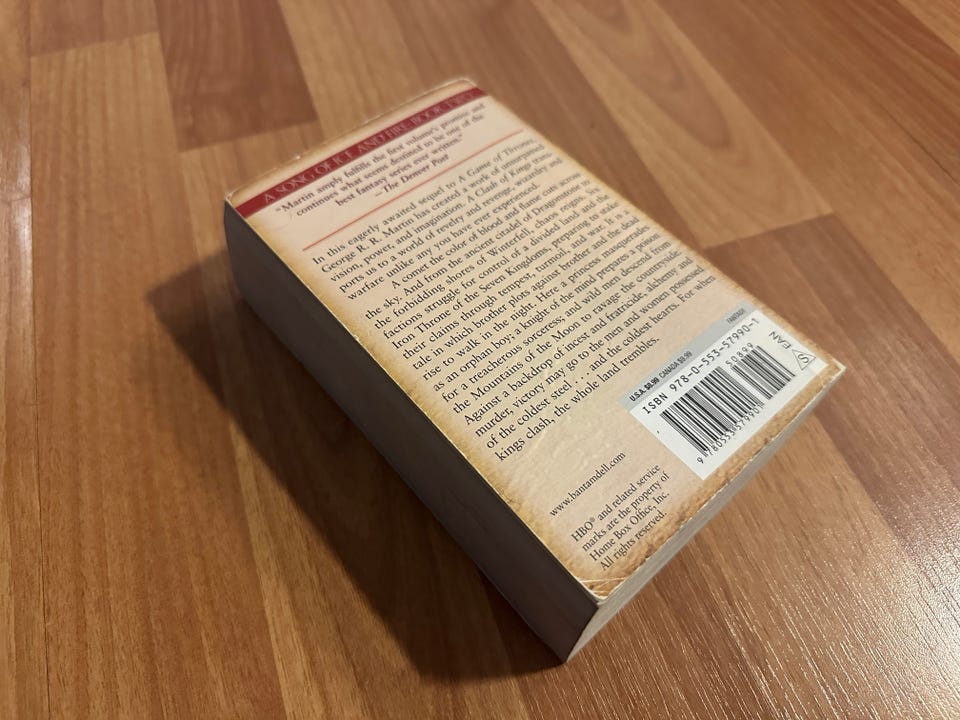 A SONG OF ICE AND FIRE: BOOK TWO
"Martin amply fulfills the first volume's promise and
continues what seems destined to be one of the
best fantasy series ever written."
—The Denver Post
In this eagerly awaited sequel to A Game of Thrones,
George R. R. Martin has created a work of unsurpassed
vision, power, and imagination. A Clash of Kings trans-
ports us to a world of revelry and revenge, wizardry and
warfare unlike any you have ever experienced.
A comet the color of blood and flame cuts across
the sky. And from the ancient citadel of Dragonstone to
the forbidding shores of Winterfell, chaos reigns. Six
factions struggle for control of a divided land and the
Iron Throne of the Seven Kingdoms, preparing to stake
their claims through tempest, turmoil, and war. It is a
tale in which brother plots against brother and the dead
rise to walk in the night. Here a princess masquerades
as an orphan boy; a knight of the mind prepares a poison
for a treacherous sorceress; and wild men descend from
the Mountains of the Moon to ravage the countryside.
Against a backdrop of incest and fratricide, alchemy and
murder, victory may go to the men and women possessed
of the coldest steel . . . and the coldest hearts. For when
kings clash, the whole land trembles.
FANTASY
U.S.A. $8.99 CANADA $9.99
ISBN 978-0-553-57990-1
50899
EAN
S
9 780553 579901
www.bantamdell.com
HBO® and related service
marks are the property of
Home Box Office, Inc.
All rights reserved.